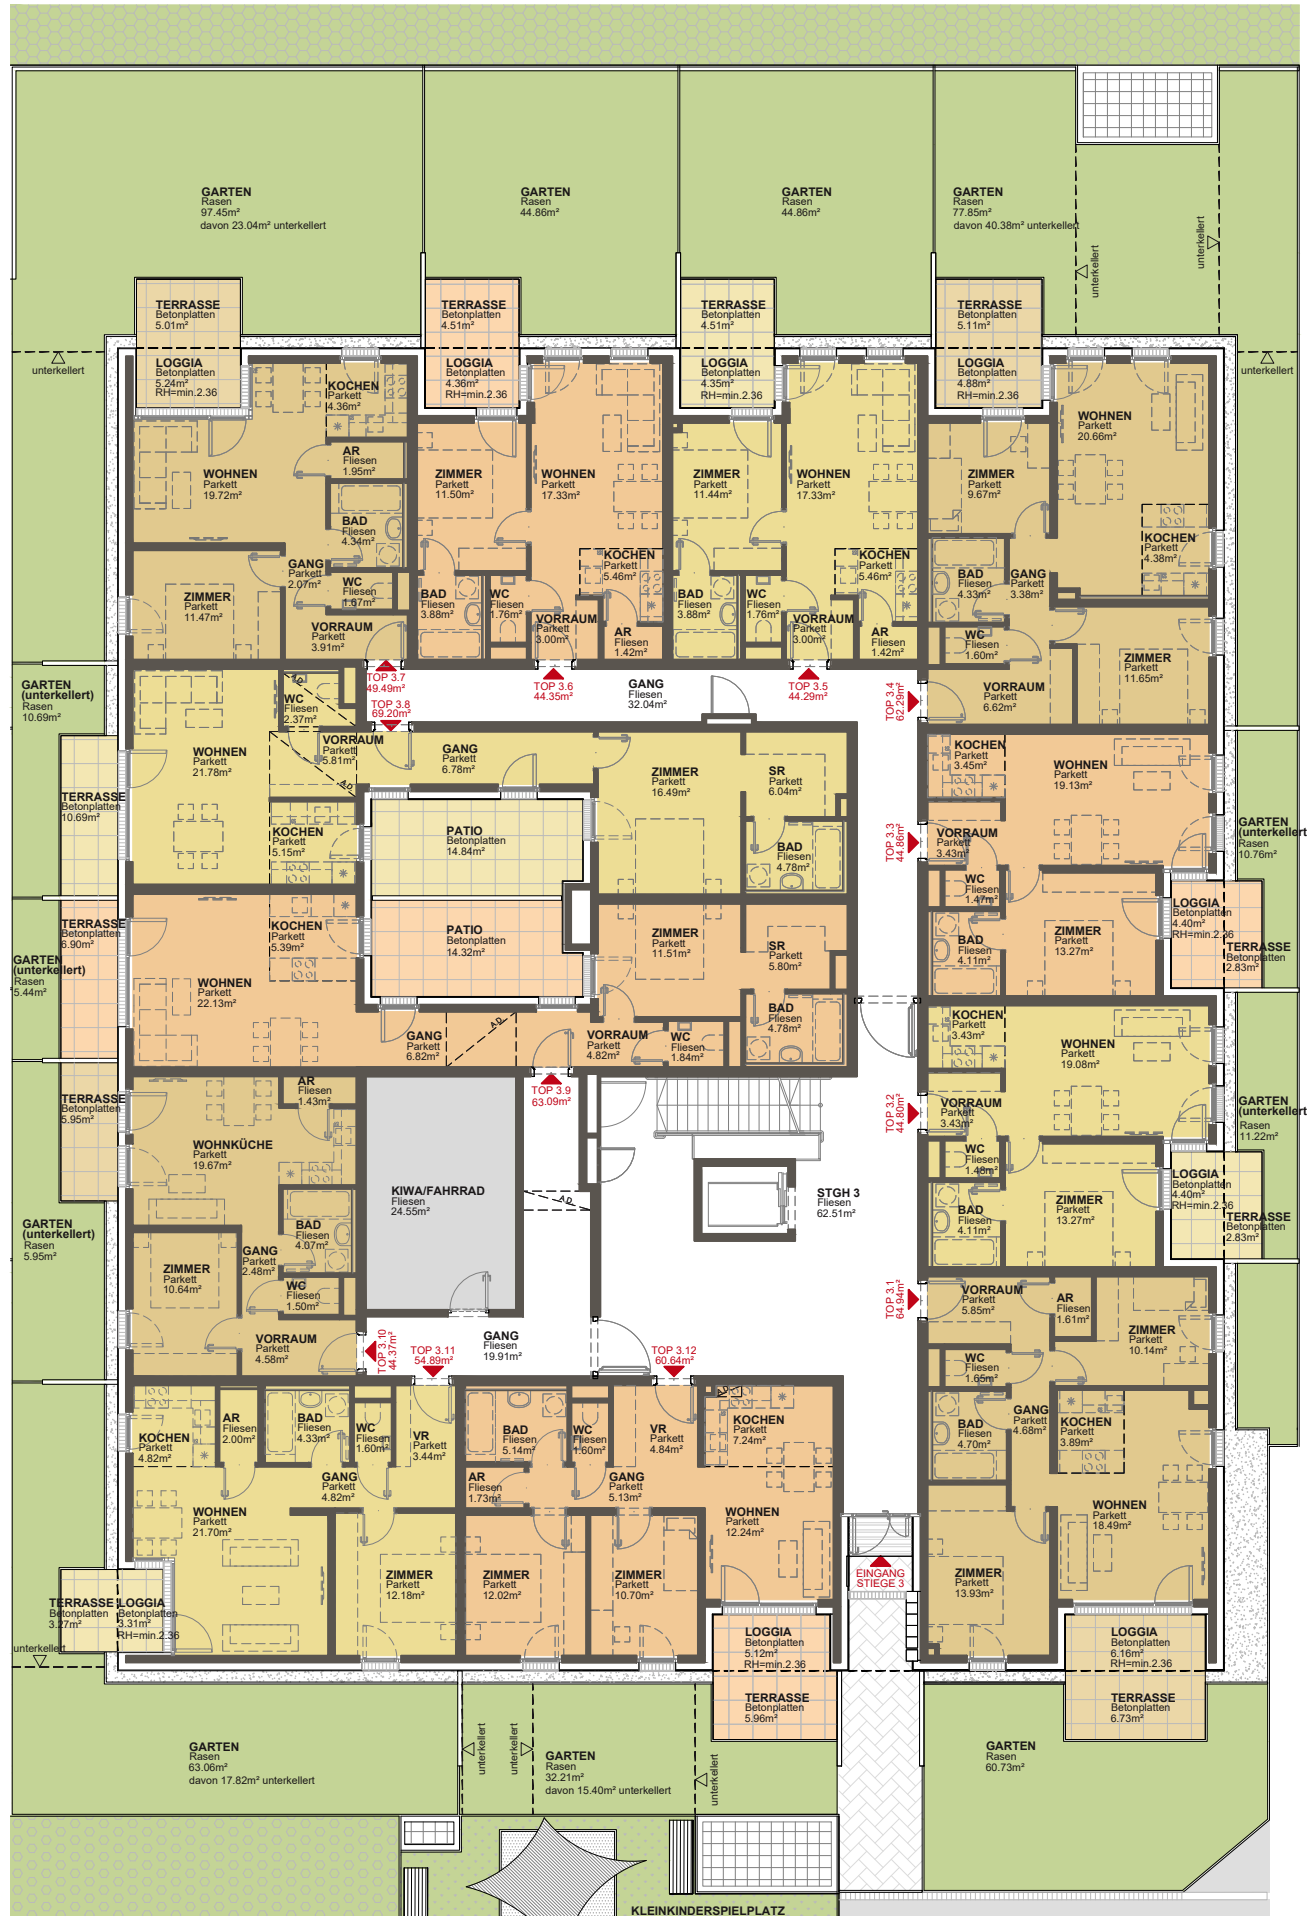 GARTEN
Rasen
97.45m²
davon 23.04m² unterkellert
GARTEN
Rasen
44.86m²
GARTEN
Rasen
44.86m²
GARTEN
Rasen
77.85m²
davon 40.38m² unterkellert
unterkellert
unterkellert
unterkellert
unterkellert
TERRASSE
Betonplatten
5.01m²
LOGGIA
Betonplatten
5.24m²
RH=min.2.36
KOCHEN
Parkett
4.36m²
AR
Fliesen
1.95m²
WOHNEN
Parkett
19.72m²
BAD
Fliesen
4.34m²
GANG
Parkett
2.07m²
WC
Fliesen
1.67m²
ZIMMER
Parkett
11.47m²
VORRAUM
Parkett
3.91m²
TOP 3.7
49.49m²
TERRASSE
Betonplatten
4.51m²
LOGGIA
Betonplatten
4.36m²
RH=min.2.36
ZIMMER
Parkett
11.50m²
WOHNEN
Parkett
17.33m²
KOCHEN
Parkett
5.46m²
BAD
Fliesen
3.88m²
WC
Fliesen
1.76m²
VORRAUM
Parkett
3.00m²
AR
Fliesen
1.42m²
TOP 3.6
44.35m²
TERRASSE
Betonplatten
4.51m²
LOGGIA
Betonplatten
4.35m²
RH=min.2.36
ZIMMER
Parkett
11.44m²
WOHNEN
Parkett
17.33m²
KOCHEN
Parkett
5.46m²
BAD
Fliesen
3.88m²
WC
Fliesen
1.76m²
VORRAUM
Parkett
3.00m²
AR
Fliesen
1.42m²
TOP 3.5
44.29m²
TERRASSE
Betonplatten
5.11m²
LOGGIA
Betonplatten
4.88m²
RH=min.2.36
WOHNEN
Parkett
20.66m²
ZIMMER
Parkett
9.67m²
KOCHEN
Parkett
4.38m²
BAD
Fliesen
4.33m²
GANG
Parkett
3.38m²
WC
Fliesen
1.60m²
ZIMMER
Parkett
11.65m²
VORRAUM
Parkett
6.62m²
TOP 3.4
62.29m²
GANG
Fliesen
32.04m²
GARTEN
(unterkellert)
Rasen
10.69m²
TERRASSE
Betonplatten
10.69m²
WC
Fliesen
2.37m²
AD
WOHNEN
Parkett
21.78m²
VORRAUM
Parkett
5.81m²
AD
KOCHEN
Parkett
5.15m²
TOP 3.8
69.20m²
GANG
Parkett
6.78m²
ZIMMER
Parkett
16.49m²
SR
Parkett
6.04m²
BAD
Fliesen
4.78m²
PATIO
Betonplatten
14.84m²
PATIO
Betonplatten
14.32m²
KOCHEN
Parkett
3.45m²
WOHNEN
Parkett
19.13m²
TOP 3.3
44.86m²
VORRAUM
Parkett
3.43m²
WC
Fliesen
1.47m²
BAD
Fliesen
4.11m²
ZIMMER
Parkett
13.27m²
LOGGIA
Betonplatten
4.40m²
RH=min.2.36
TERRASSE
Betonplatten
2.83m²
GARTEN
(unterkellert)
Rasen
10.76m²
TERRASSE
Betonplatten
6.90m²
GARTEN
(unterkellert)
Rasen
5.44m²
KOCHEN
Parkett
5.39m²
WOHNEN
Parkett
22.13m²
GANG
Parkett
6.82m²
AD
VORRAUM
Parkett
4.82m²
WC
Fliesen
1.84m²
ZIMMER
Parkett
11.51m²
SR
Parkett
5.80m²
BAD
Fliesen
4.78m²
TOP 3.9
63.09m²
KOCHEN
Parkett
3.43m²
WOHNEN
Parkett
19.08m²
TOP 3.2
44.80m²
VORRAUM
Parkett
3.43m²
WC
Fliesen
1.48m²
BAD
Fliesen
4.11m²
ZIMMER
Parkett
13.27m²
LOGGIA
Betonplatten
4.40m²
RH=min.2.36
TERRASSE
Betonplatten
2.83m²
GARTEN
(unterkellert)
Rasen
11.22m²
TERRASSE
Betonplatten
5.95m²
GARTEN
(unterkellert)
Rasen
5.95m²
AR
Fliesen
1.43m²
WOHNKÜCHE
Parkett
19.67m²
BAD
Fliesen
4.07m²
GANG
Parkett
2.48m²
ZIMMER
Parkett
10.64m²
WC
Fliesen
1.50m²
VORRAUM
Parkett
4.58m²
TOP 3.10
44.37m²
KIWA/FAHRRAD
Fliesen
24.55m²
AD
STGH 3
Fliesen
62.51m²
GANG
Fliesen
19.91m²
TOP 3.11
54.89m²
TOP 3.12
60.64m²
TOP 3.1
64.94m²
VORRAUM
Parkett
5.85m²
AR
Fliesen
1.61m²
ZIMMER
Parkett
10.14m²
WC
Fliesen
1.65m²
BAD
Fliesen
4.70m²
GANG
Parkett
4.68m²
KOCHEN
Parkett
3.89m²
WOHNEN
Parkett
18.49m²
ZIMMER
Parkett
13.93m²
LOGGIA
Betonplatten
6.16m²
RH=min.2.36
TERRASSE
Betonplatten
6.73m²
KOCHEN
Parkett
4.82m²
AR
Fliesen
2.00m²
BAD
Fliesen
4.33m²
WC
Fliesen
1.60m²
VR
Parkett
3.44m²
GANG
Parkett
4.82m²
WOHNEN
Parkett
21.70m²
ZIMMER
Parkett
12.18m²
TERRASSE
Betonplatten
3.27m²
LOGGIA
Betonplatten
3.31m²
RH=min.2.36
unterkellert
BAD
Fliesen
5.14m²
WC
Fliesen
1.60m²
VR
Parkett
4.84m²
AD
KOCHEN
Parkett
7.24m²
AR
Fliesen
1.73m²
GANG
Parkett
5.13m²
WOHNEN
Parkett
12.24m²
ZIMMER
Parkett
12.02m²
ZIMMER
Parkett
10.70m²
LOGGIA
Betonplatten
5.12m²
RH=min.2.36
TERRASSE
Betonplatten
5.96m²
EINGANG
STIEGE 3
GARTEN
Rasen
63.06m²
davon 17.82m² unterkellert
unterkellert
unterkellert
GARTEN
Rasen
32.21m²
davon 15.40m² unterkellert
unterkellert
GARTEN
Rasen
60.73m²
KLEINKINDERSPIELPLATZ